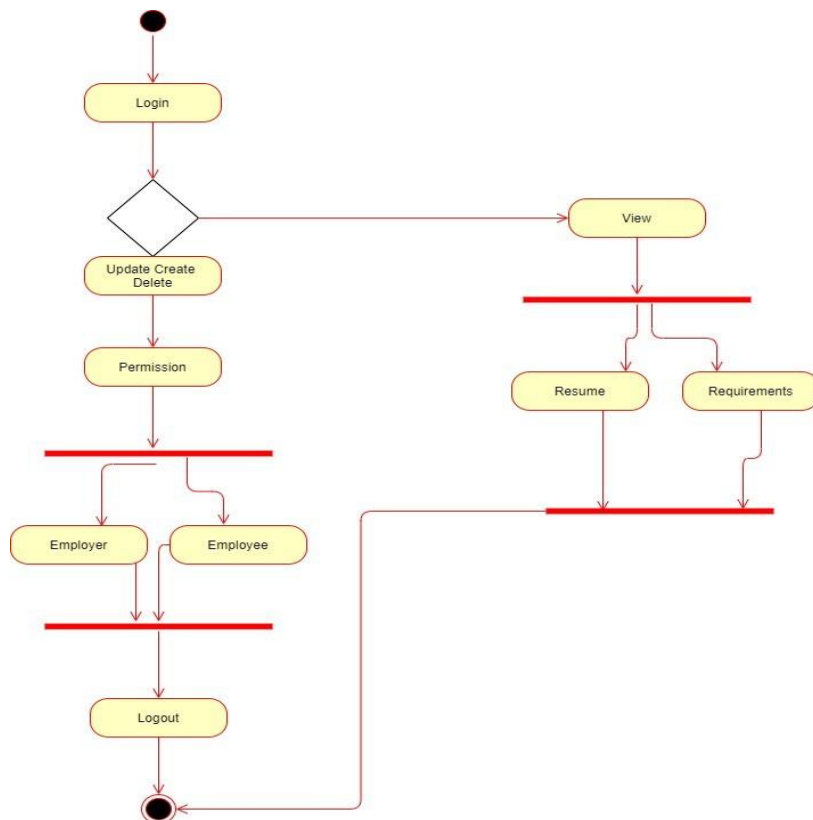 Login
View
Update Create
Delete
Permission
Resume
Requirements
Employer
Employee
Logout